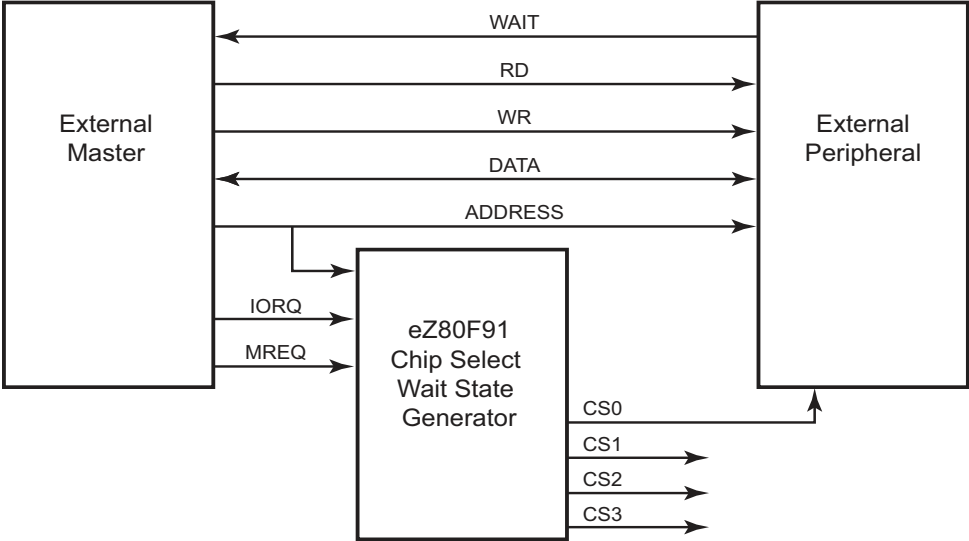 WAIT
RD
External
Master
WR
External
Peripheral
DATA
ADDRESS
IORQ
MREQ
eZ80F91
Chip Select
Wait State
Generator
CS0
CS1
CS2
CS3